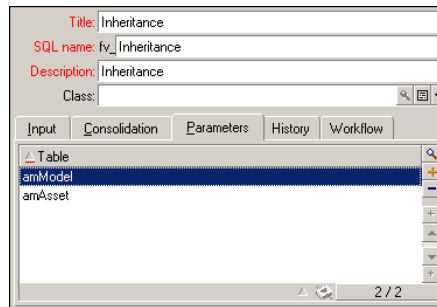 Title: Inheritance
SQL name: fv_ Inheritance
Description: Inheritance
Class:
Input Consolidation Parameters History Workflow
Table
amModel
amAsset
2 / 2